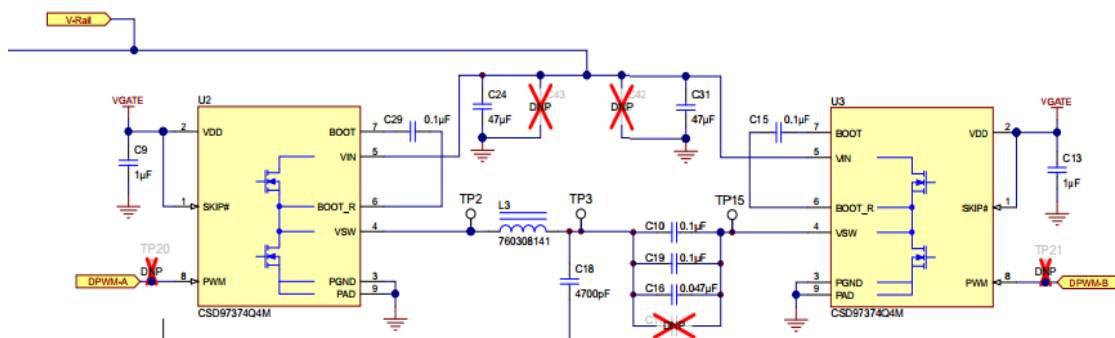 V-Rail
VGATE
U2
2
VDD
BOOT
7
C29
0.1µF
VIN
5
C9
1µF
1
SKIP#
BOOT_R
6
VSW
4
TP20
DNP
DPWM-A
8
PWM
PGND
3
PAD
9
CSD97374Q4M
C24
47µF
C43
DNP
C42
DNP
C31
47µF
TP2
L3
760308141
TP3
C18
4700pF
C10
0.1µF
C19
0.1µF
C16
0.047µF
DNP
TP15
U3
C15
0.1µF
7
BOOT
VDD
2
VGATE
5
VIN
C13
1µF
6
BOOT_R
SKIP#
1
4
VSW
TP21
DNP
3
PGND
9
PAD
PWM
8
DPWM-B
CSD97374Q4M